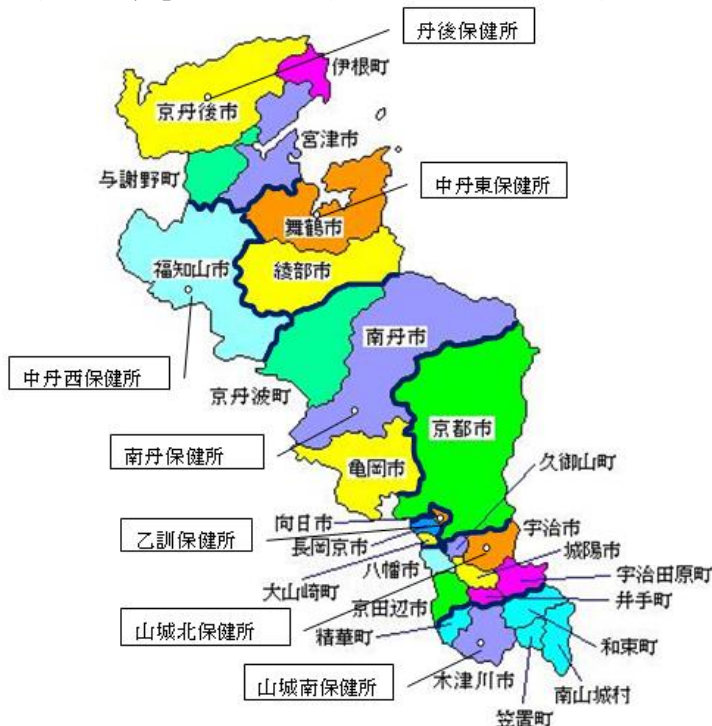 丹後保健所
伊根町
京丹後市
宮津市
与謝野町
中丹東保健所
舞鶴市
福知山市
綾部市
南丹市
中丹西保健所
京丹波町
京都市
南丹保健所
亀岡市
久御山町
向日市
宇治市
乙訓保健所
長岡京市
城陽市
八幡市
大山崎町
宇治田原町
京田辺市
井手町
山城北保健所
精華町
和束町
山城南保健所
木津川市
南山城村
笠置町